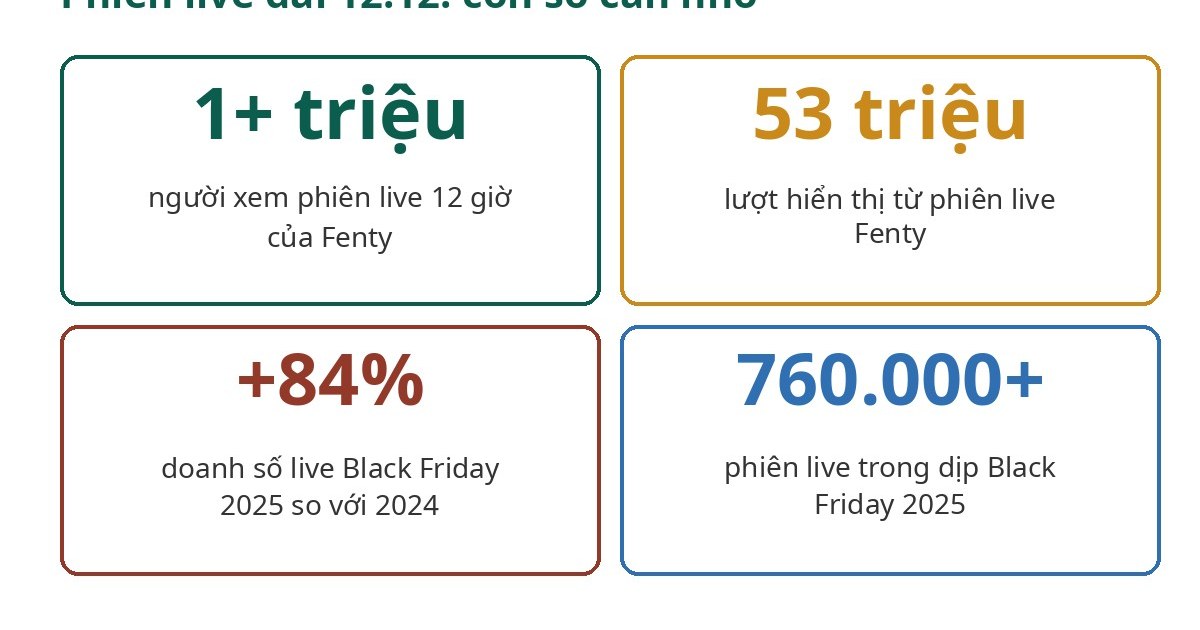 1+ triệu
người xem phiên live 12 giờ
của Fenty
53 triệu
lượt hiển thị từ phiên live
Fenty
+84%
doanh số live Black Friday
2025 so với 2024
760.000+
phiên live trong dịp Black
Friday 2025